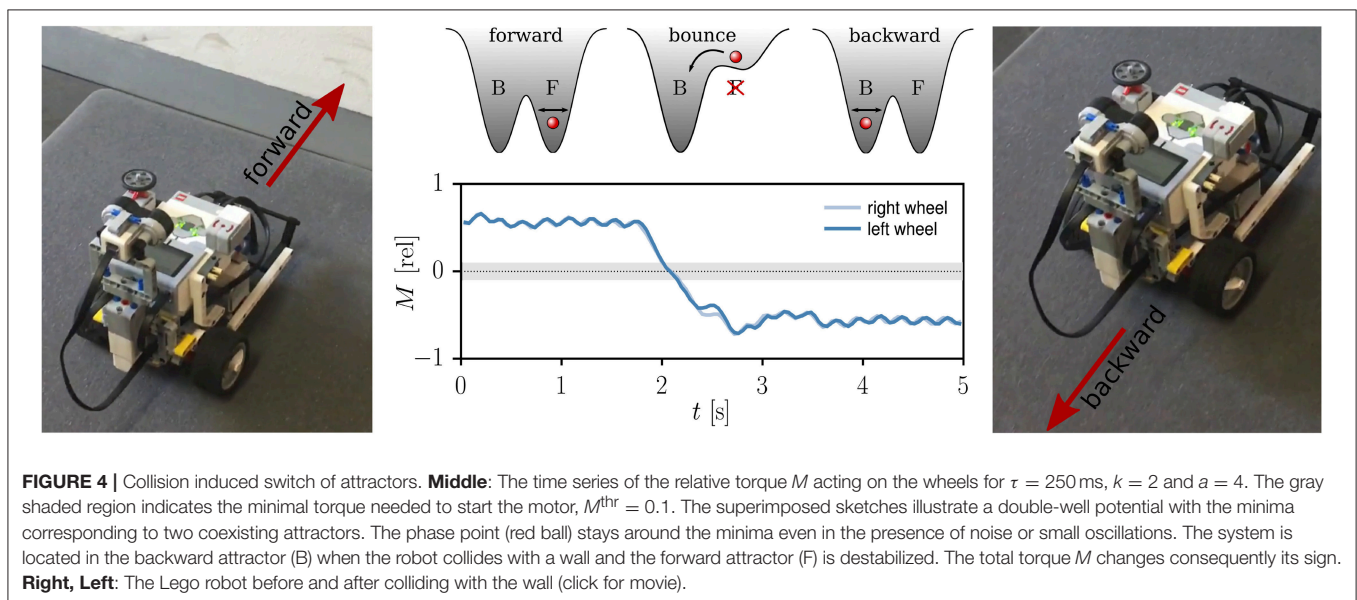 forward
forward
B
F
bounce
B
F
backward
B
F
backward
1
0
−1
M [rel]
right wheel
left wheel
0
1
2
3
4
5
t [s]
FIGURE 4 | Collision induced switch of attractors. Middle: The time series of the relative torque M acting on the wheels for τ = 250 ms, k = 2 and a = 4. The gray
shaded region indicates the minimal torque needed to start the motor, M^thr = 0.1. The superimposed sketches illustrate a double-well potential with the minima
corresponding to two coexisting attractors. The phase point (red ball) stays around the minima even in the presence of noise or small oscillations. The system is
located in the backward attractor (B) when the robot collides with a wall and the forward attractor (F) is destabilized. The total torque M changes consequently its sign.
Right, Left: The Lego robot before and after colliding with the wall (click for movie).